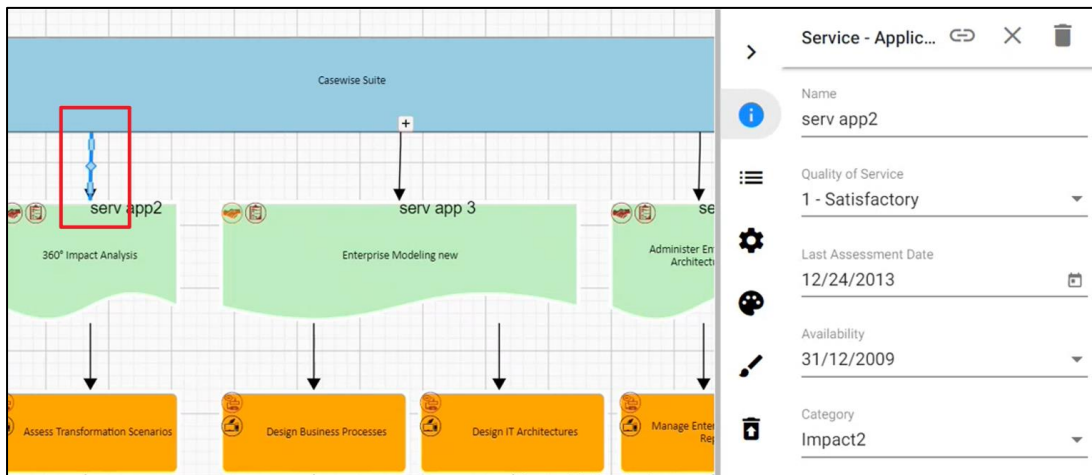 Casewise Suite
serv app2
serv app 3
360° Impact Analysis
Enterprise Modeling new
Assess Transformation Scenarios
Design Business Processes
Design IT Architectures
Service - Applic...
Name
serv app2
Quality of Service
1 - Satisfactory
Last Assessment Date
12/24/2013
Availability
31/12/2009
Category
Impact2